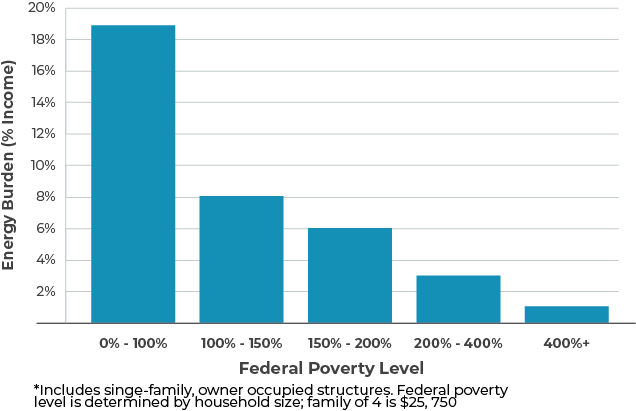 20%
18%
16%
14%
12%
10%
8%
6%
4%
2%
Energy Burden (% Income)
0% - 100%
100% - 150%
150% - 200%
200% - 400%
400%+
Federal Poverty Level
*Includes singe-family, owner occupied structures. Federal poverty
level is determined by household size; family of 4 is $25, 750